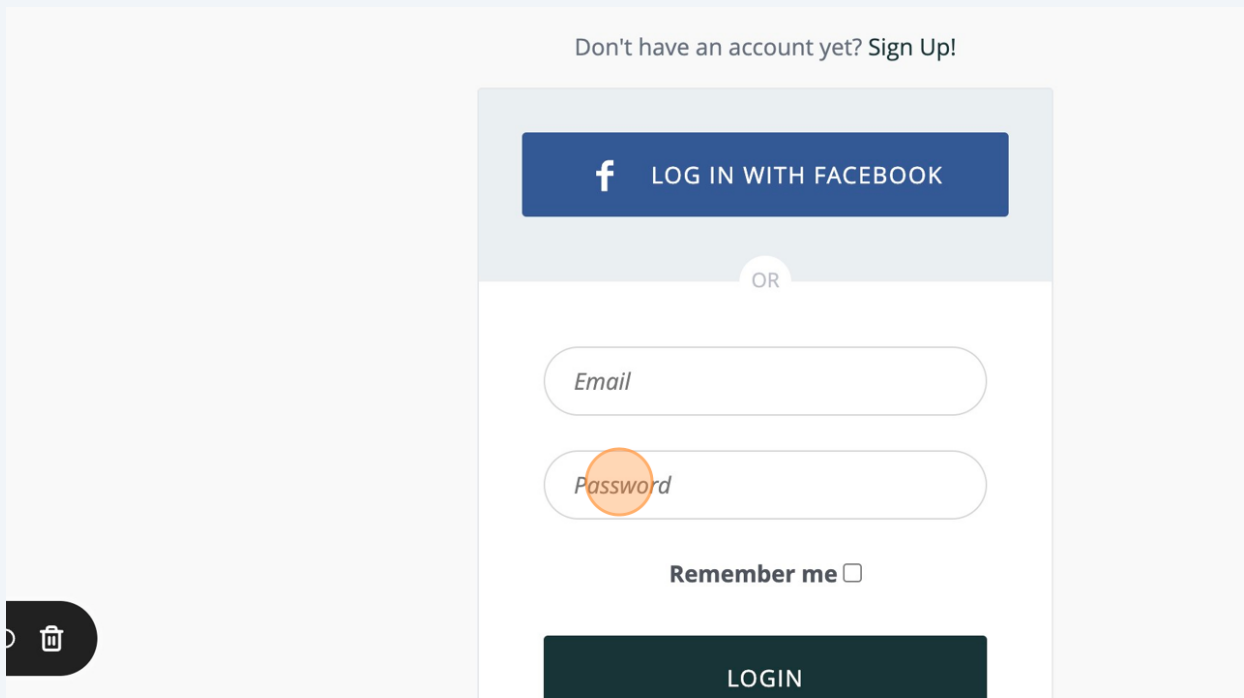 Don't have an account yet? Sign Up!
f LOG IN WITH FACEBOOK
OR
Email
Password
Remember me
LOGIN